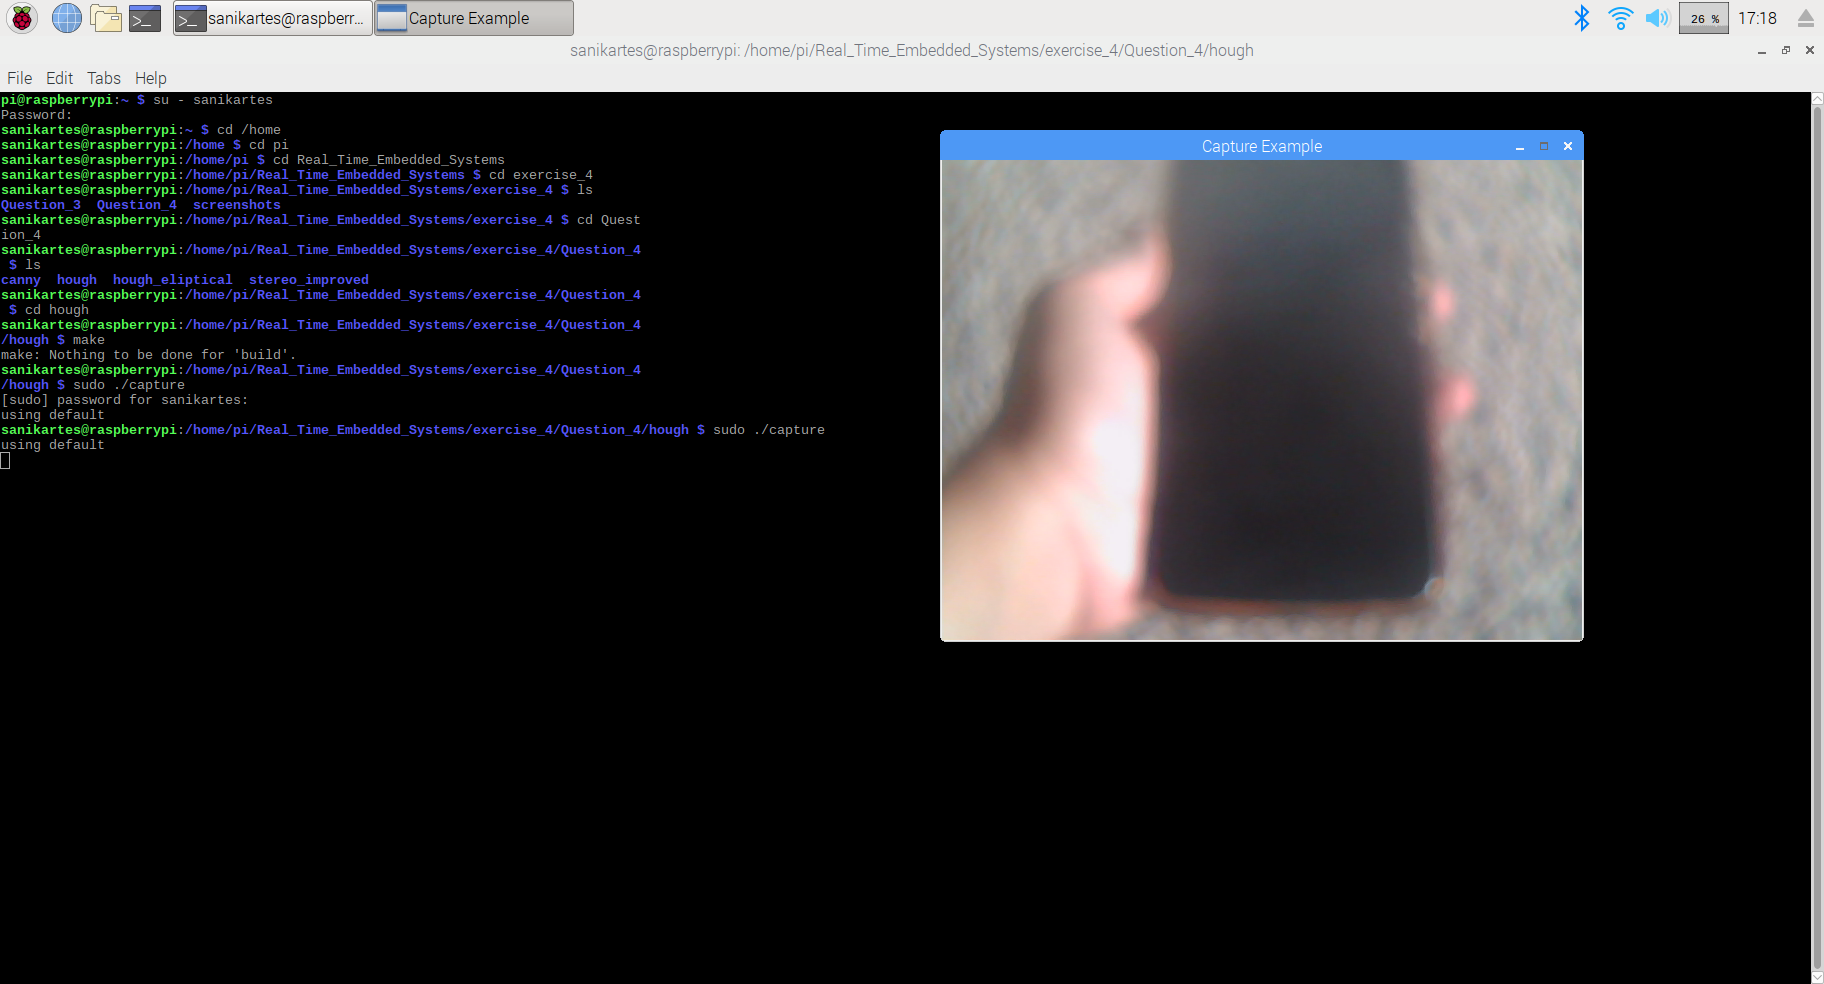 sanikartes@raspberr...
Capture Example
26 %
17:18
sanikartes@raspberrypi: /home/pi/Real_Time_Embedded_Systems/exercise_4/Question_4/hough
File Edit Tabs Help
pi@raspberrypi:~ $ su - sanikartes
Password:
sanikartes@raspberrypi:~ $ cd /home
sanikartes@raspberrypi:/home $ cd pi
sanikartes@raspberrypi:/home/pi $ cd Real_Time_Embedded_Systems
sanikartes@raspberrypi:/home/pi/Real_Time_Embedded_Systems $ cd exercise_4
sanikartes@raspberrypi:/home/pi/Real_Time_Embedded_Systems/exercise_4 $ ls
Question_3  Question_4  screenshots
sanikartes@raspberrypi:/home/pi/Real_Time_Embedded_Systems/exercise_4 $ cd Quest
ion_4
sanikartes@raspberrypi:/home/pi/Real_Time_Embedded_Systems/exercise_4/Question_4
 $ ls
canny  hough  hough_eliptical  stereo_improved
sanikartes@raspberrypi:/home/pi/Real_Time_Embedded_Systems/exercise_4/Question_4
 $ cd hough
sanikartes@raspberrypi:/home/pi/Real_Time_Embedded_Systems/exercise_4/Question_4
/hough $ make
make: Nothing to be done for 'build'.
sanikartes@raspberrypi:/home/pi/Real_Time_Embedded_Systems/exercise_4/Question_4
/hough $ sudo ./capture
[sudo] password for sanikartes:
using default
sanikartes@raspberrypi:/home/pi/Real_Time_Embedded_Systems/exercise_4/Question_4/hough $ sudo ./capture
using default
Capture Example